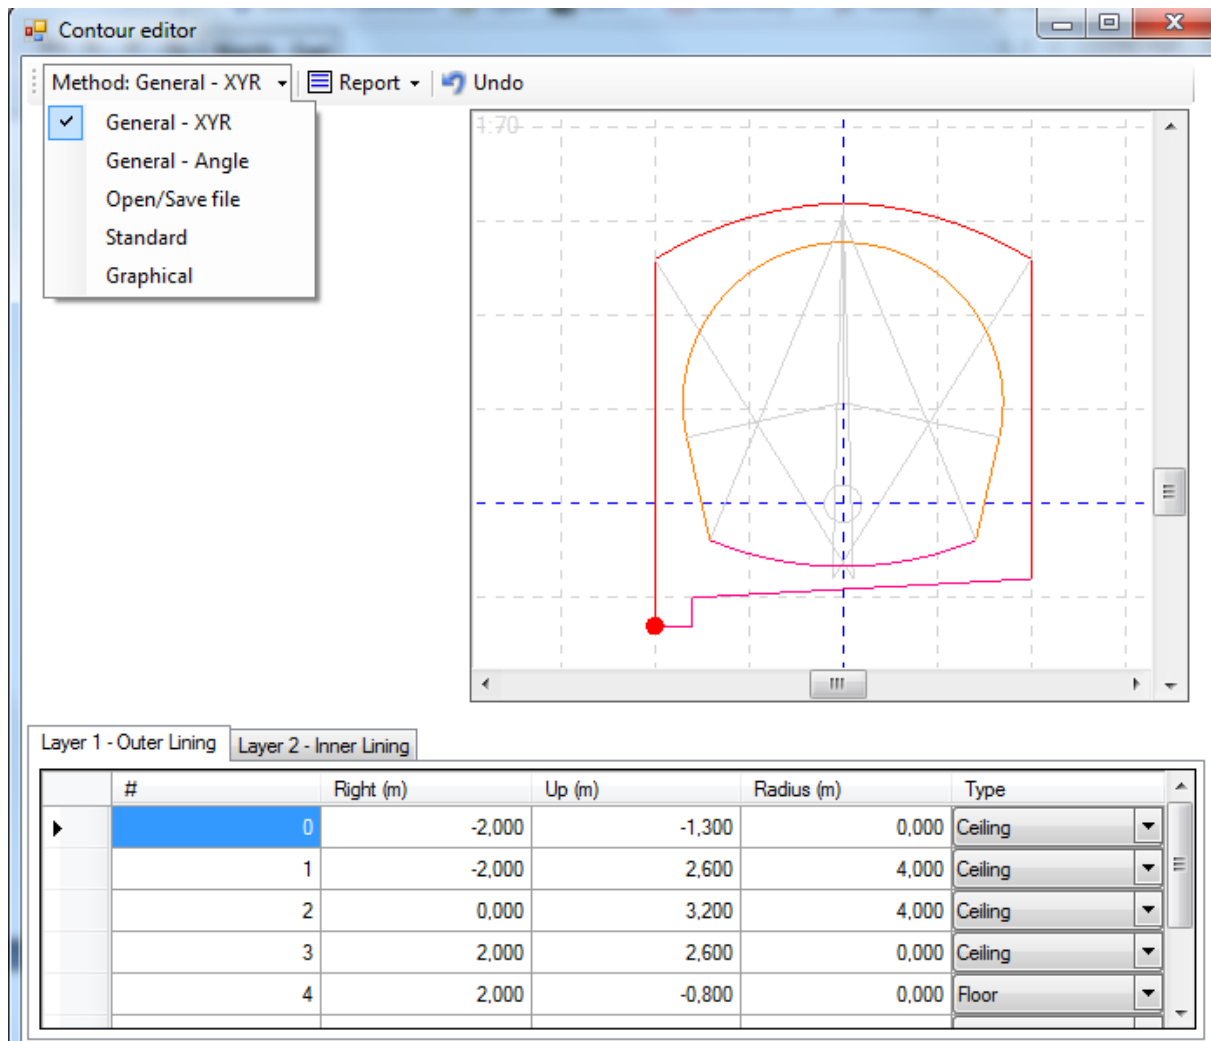 Contour editor
Method: General - XYR Report Undo
General - XYR
General - Angle
Open/Save file
Standard
Graphical
1:70
Layer 1 - Outer Lining Layer 2 - Inner Lining
# Right (m) Up (m) Radius (m) Type
0 -2,000 -1,300 0,000 Ceiling
1 -2,000 2,600 4,000 Ceiling
2 0,000 3,200 4,000 Ceiling
3 2,000 2,600 0,000 Ceiling
4 2,000 -0,800 0,000 Floor